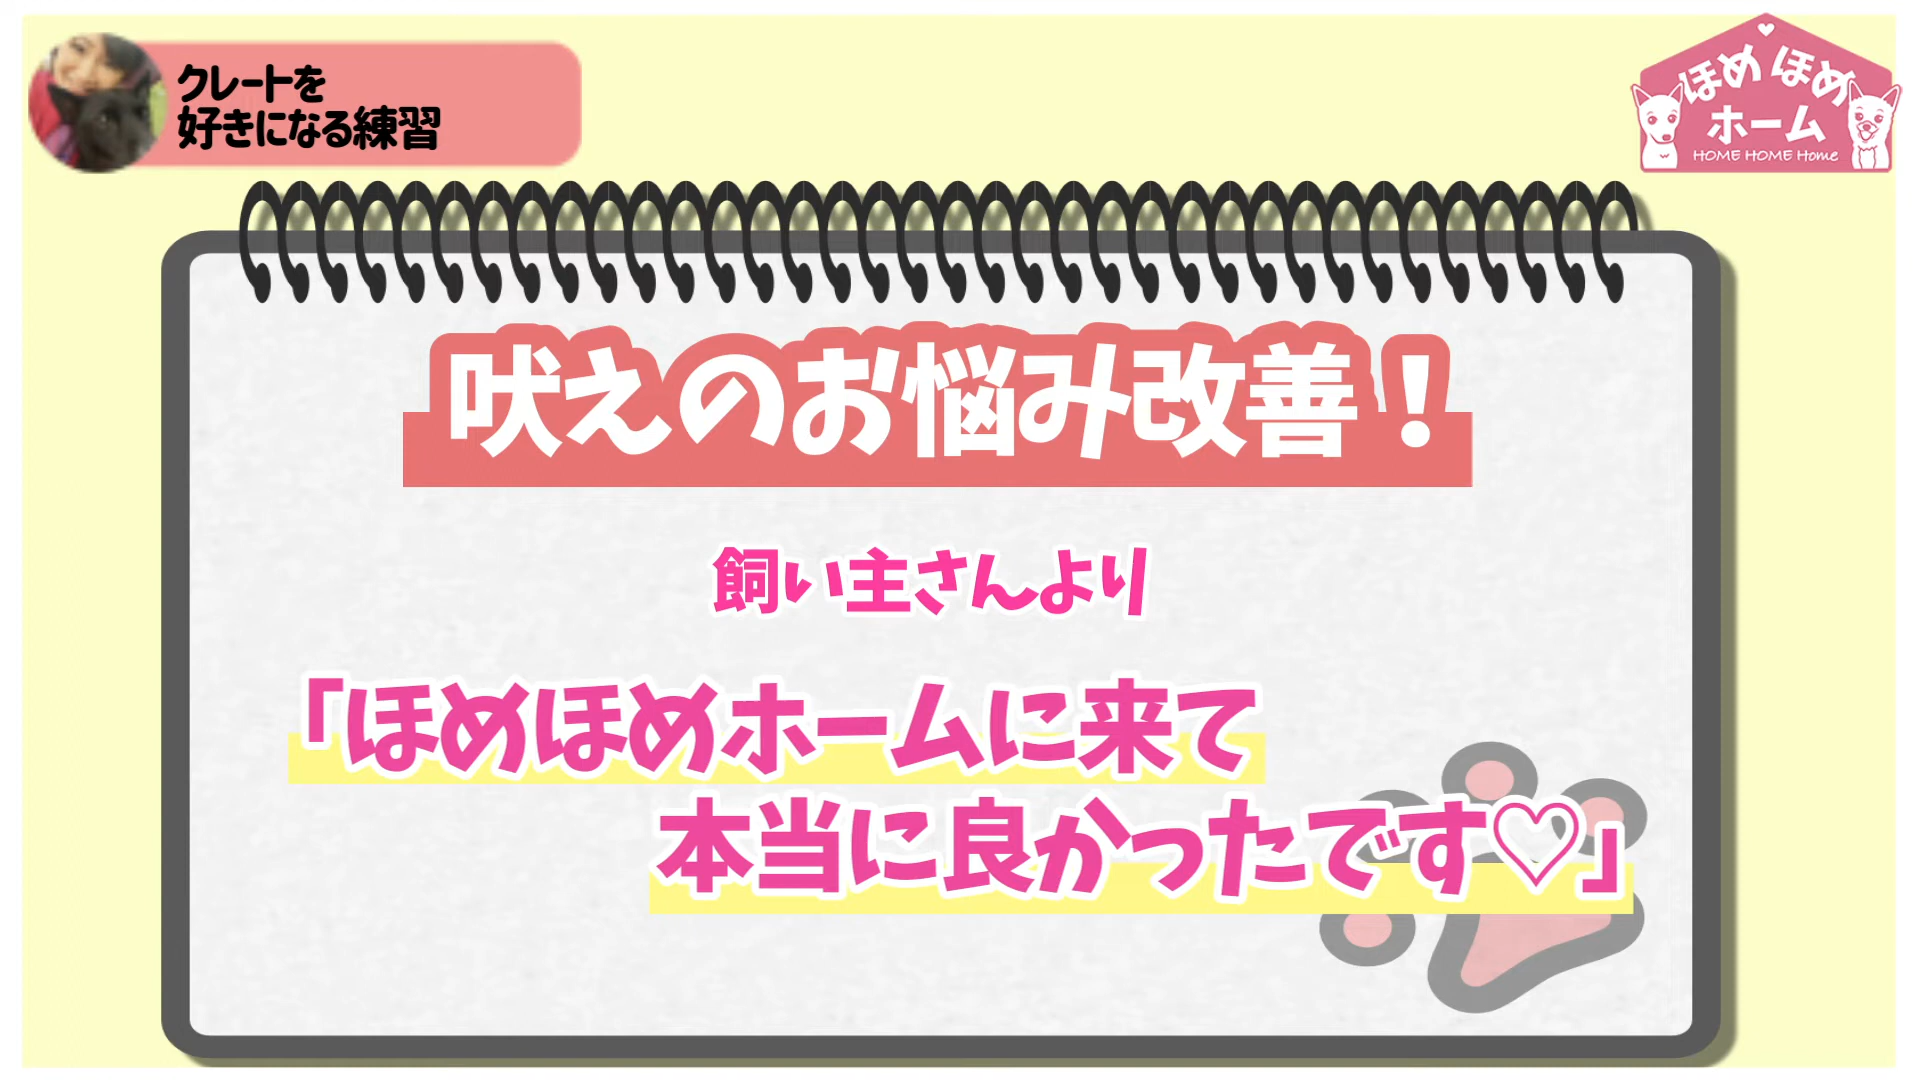 クレートを
好きになる練習
ほめほめ
ホーム
HOME HOME Home
吠えのお悩み改善！
飼い主さんより
「ほめほめホームに来て
本当に良かったです♡」